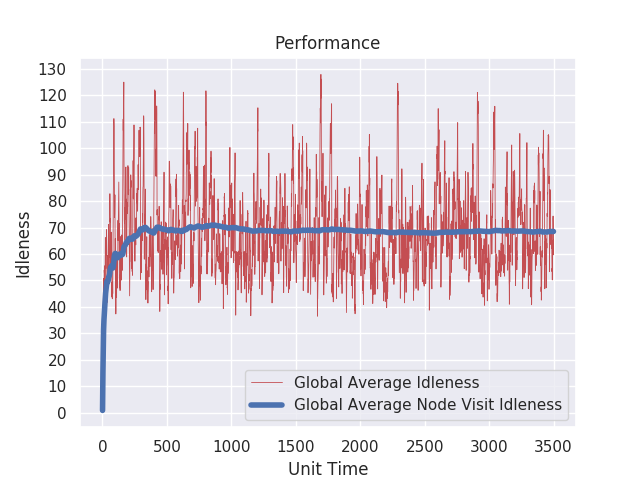 Performance
130
120
110
100
90
80
70
60
50
40
30
20
10
0
Idleness
Global Average Idleness
Global Average Node Visit Idleness
0 500 1000 1500 2000 2500 3000 3500
Unit Time